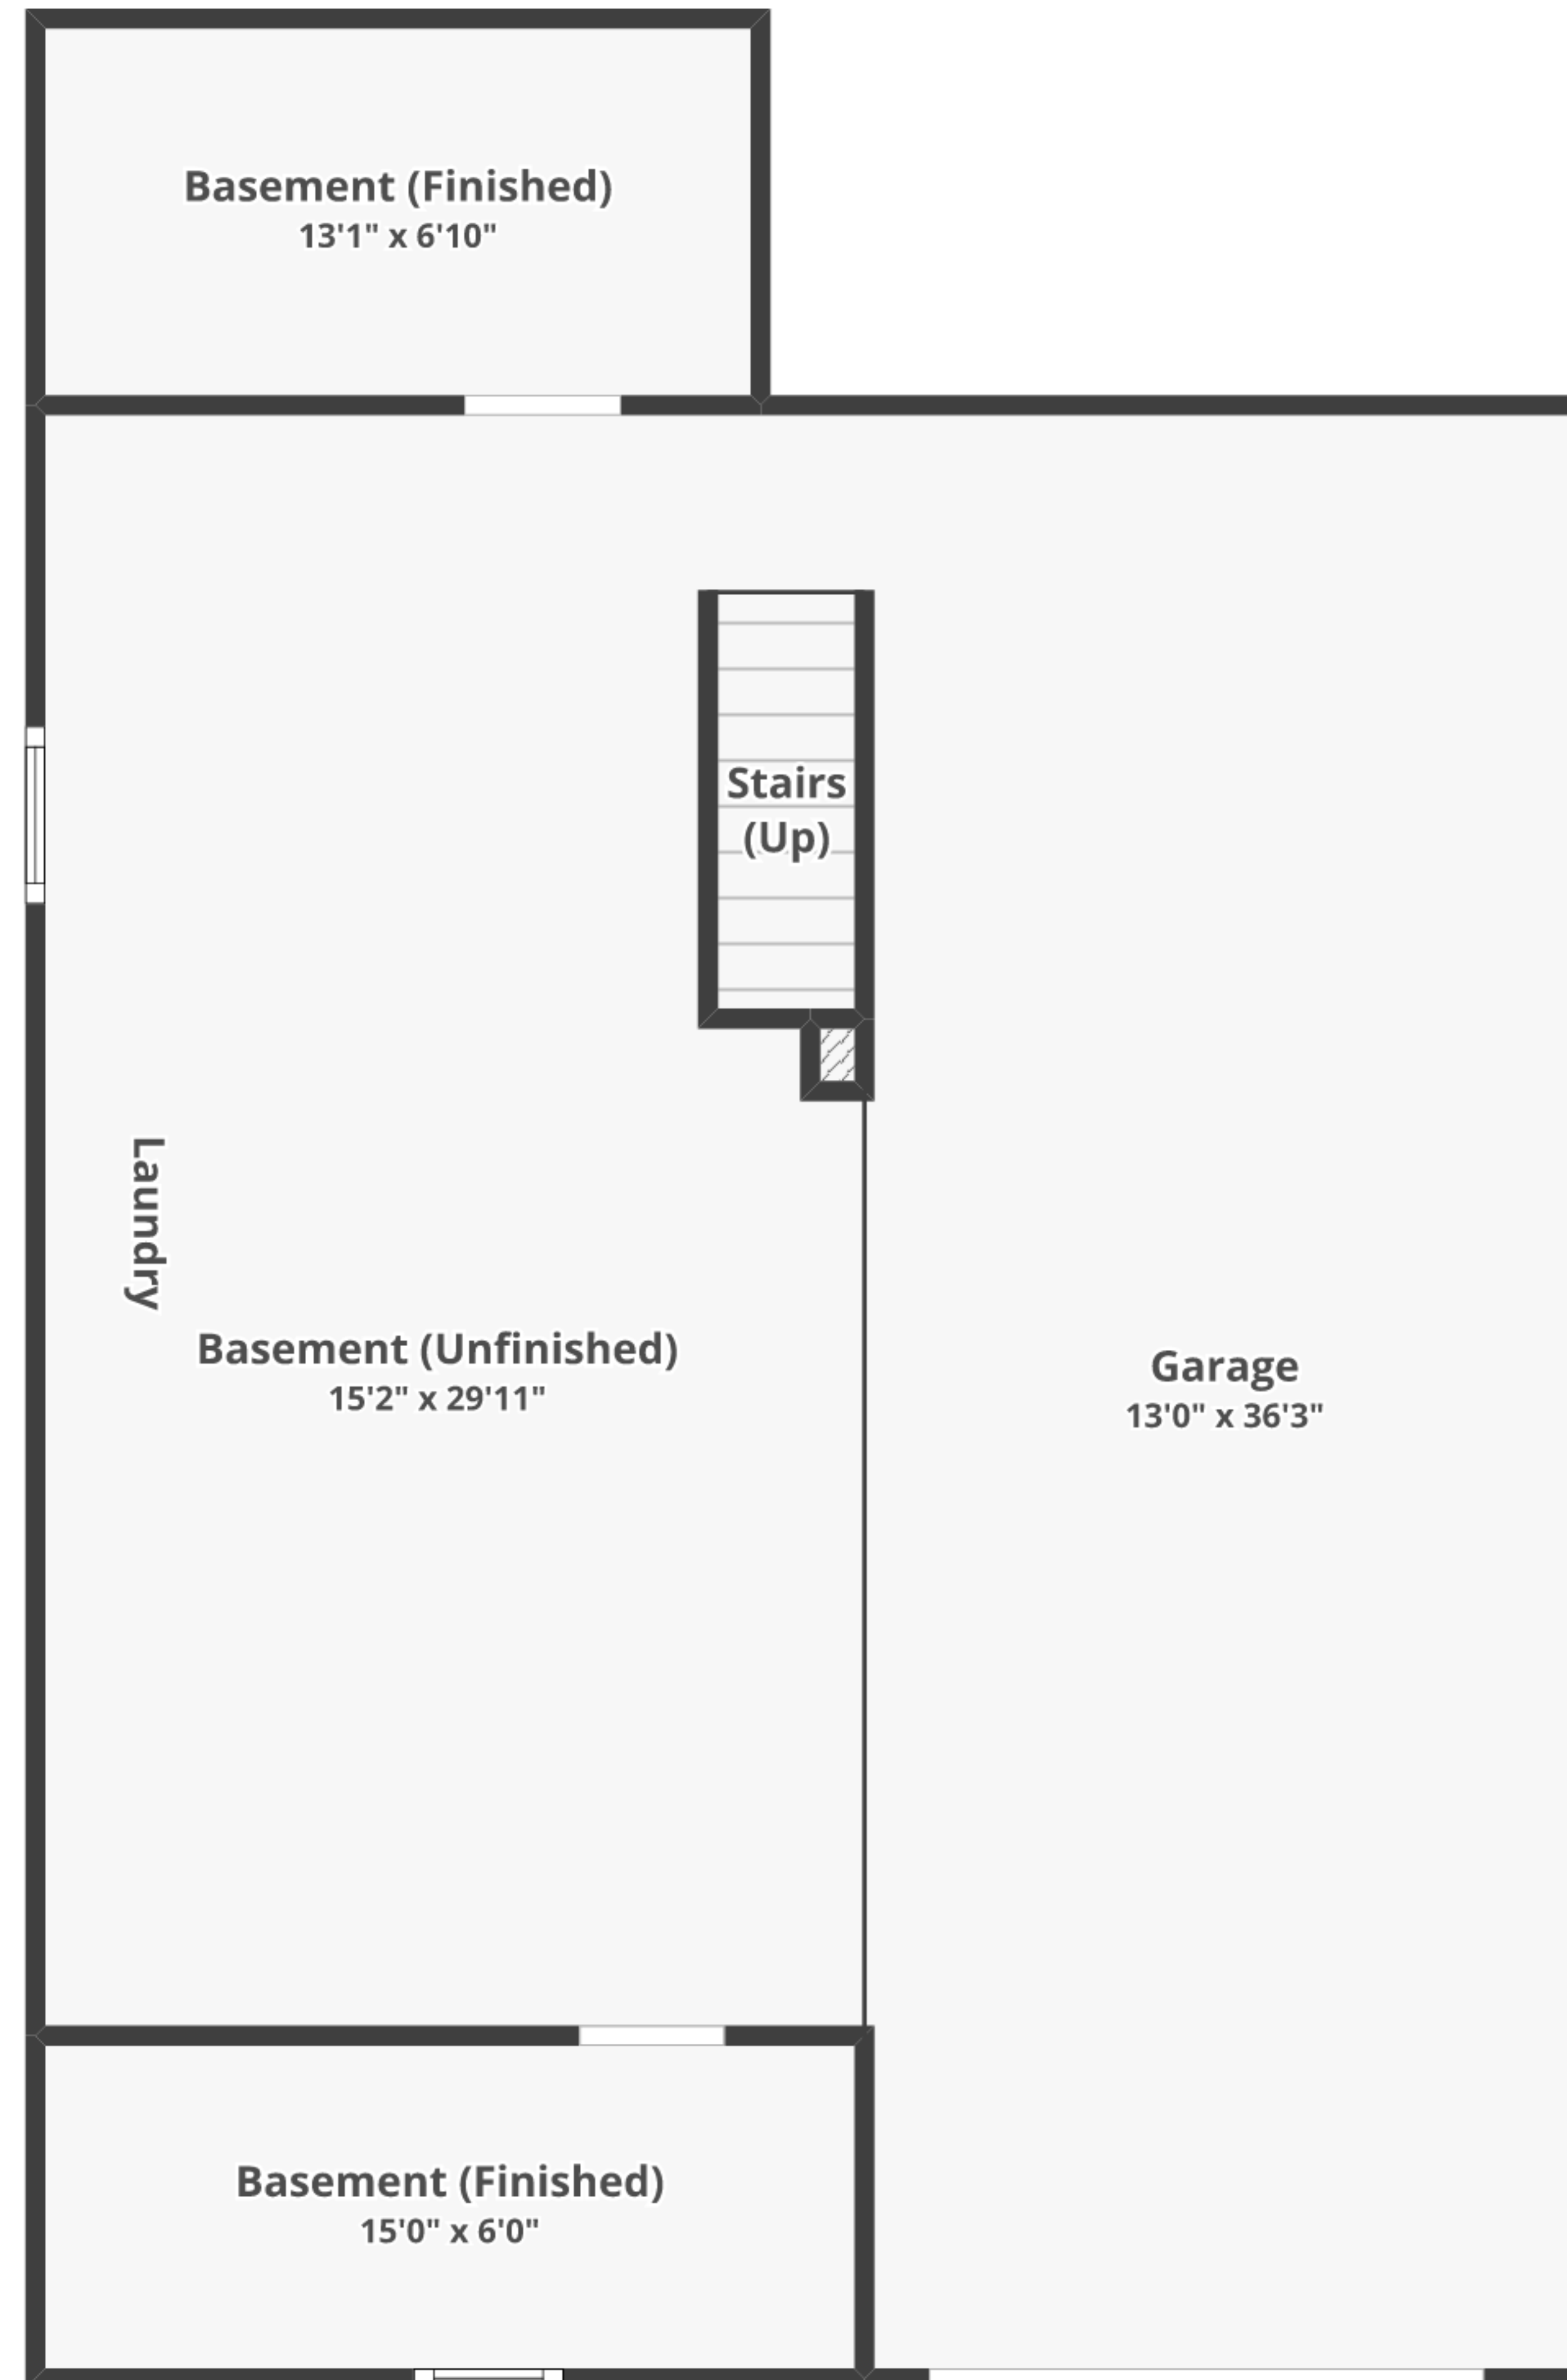 Basement (Finished)
13'1" x 6'10"
Stairs
(Up)
Laundry
Basement (Unfinished)
15'2" x 29'11"
Garage
13'0" x 36'3"
Basement (Finished)
15'0" x 6'0"